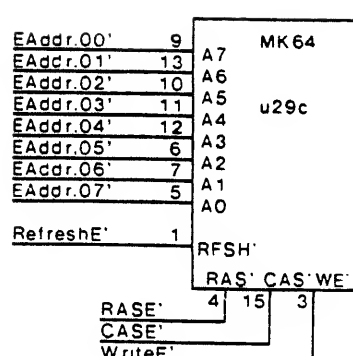 EAddr.00' 9 A7 MK64
EAddr.01' 13 A6
EAddr.02' 10 A5 u29c
EAddr.03' 11 A4
EAddr.04' 12 A3
EAddr.05' 6 A2
EAddr.06' 7 A1
EAddr.07' 5 A0
RefreshE' 1 RFSH'
RAS' CAS' WE'
RASE' 4 15 3
CASE'
WriteE'